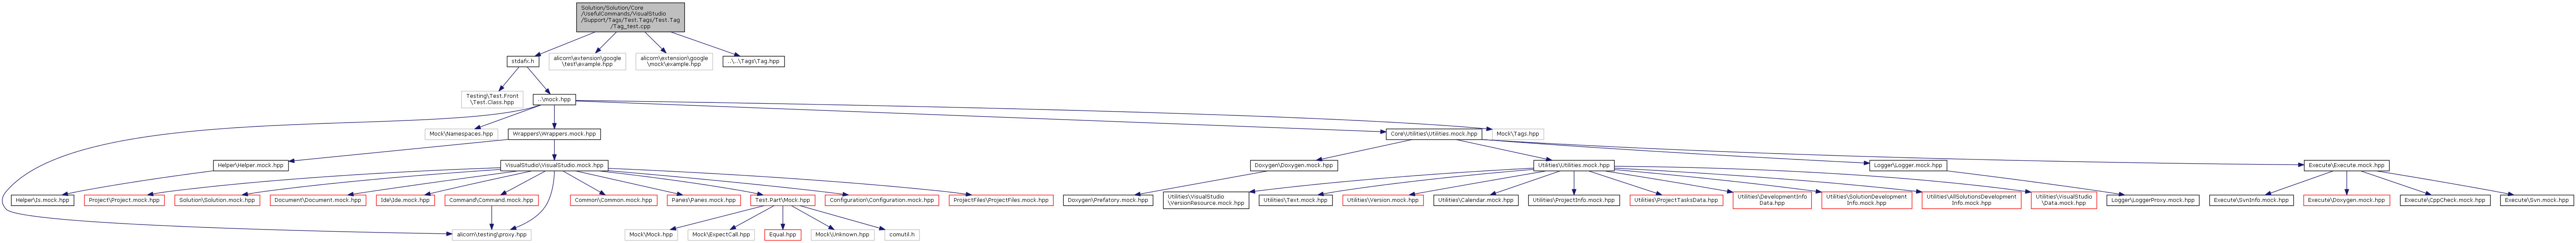 Solution/Solution/Core
/UsefulCommands/VisualStudio
/Support/Tags/Test.Tags/Test.Tag
/Tag_test.cpp
stdafx.h
alicorn\extension\google
\test\example.hpp
alicorn\extension\google
\mock\example.hpp
..\..\Tags\Tag.hpp
Testing\Test.Front
\Test.Class.hpp
..\mock.hpp
Mock\Namespaces.hpp
Wrappers\Wrappers.mock.hpp
Core\Utilities\Utilities.mock.hpp
Mock\Tags.hpp
Helper\Helper.mock.hpp
VisualStudio\VisualStudio.mock.hpp
Doxygen\Doxygen.mock.hpp
Utilities\Utilities.mock.hpp
Logger\Logger.mock.hpp
Execute\Execute.mock.hpp
Helper\Is.mock.hpp
Project\Project.mock.hpp
Solution\Solution.mock.hpp
Document\Document.mock.hpp
Ide\Ide.mock.hpp
Command\Command.mock.hpp
Common\Common.mock.hpp
Panes\Panes.mock.hpp
Test.Part\Mock.hpp
Configuration\Configuration.mock.hpp
ProjectFiles\ProjectFiles.mock.hpp
Doxygen\Prefatory.mock.hpp
Utilities\VisualStudio
\VersionResource.mock.hpp
Utilities\Text.mock.hpp
Utilities\Version.mock.hpp
Utilities\Calendar.mock.hpp
Utilities\ProjectInfo.mock.hpp
Utilities\ProjectTasksData.hpp
Utilities\DevelopmentInfo
Data.hpp
Utilities\SolutionDevelopment
Info.mock.hpp
Utilities\AllSolutionsDevelopment
Info.mock.hpp
Utilities\VisualStudio
\Data.mock.hpp
Logger\LoggerProxy.mock.hpp
Execute\SvnInfo.mock.hpp
Execute\Doxygen.mock.hpp
Execute\CppCheck.mock.hpp
Execute\Svn.mock.hpp
alicorn\testing\proxy.hpp
Mock\Mock.hpp
Mock\ExpectCall.hpp
Equal.hpp
Mock\Unknown.hpp
comutil.h